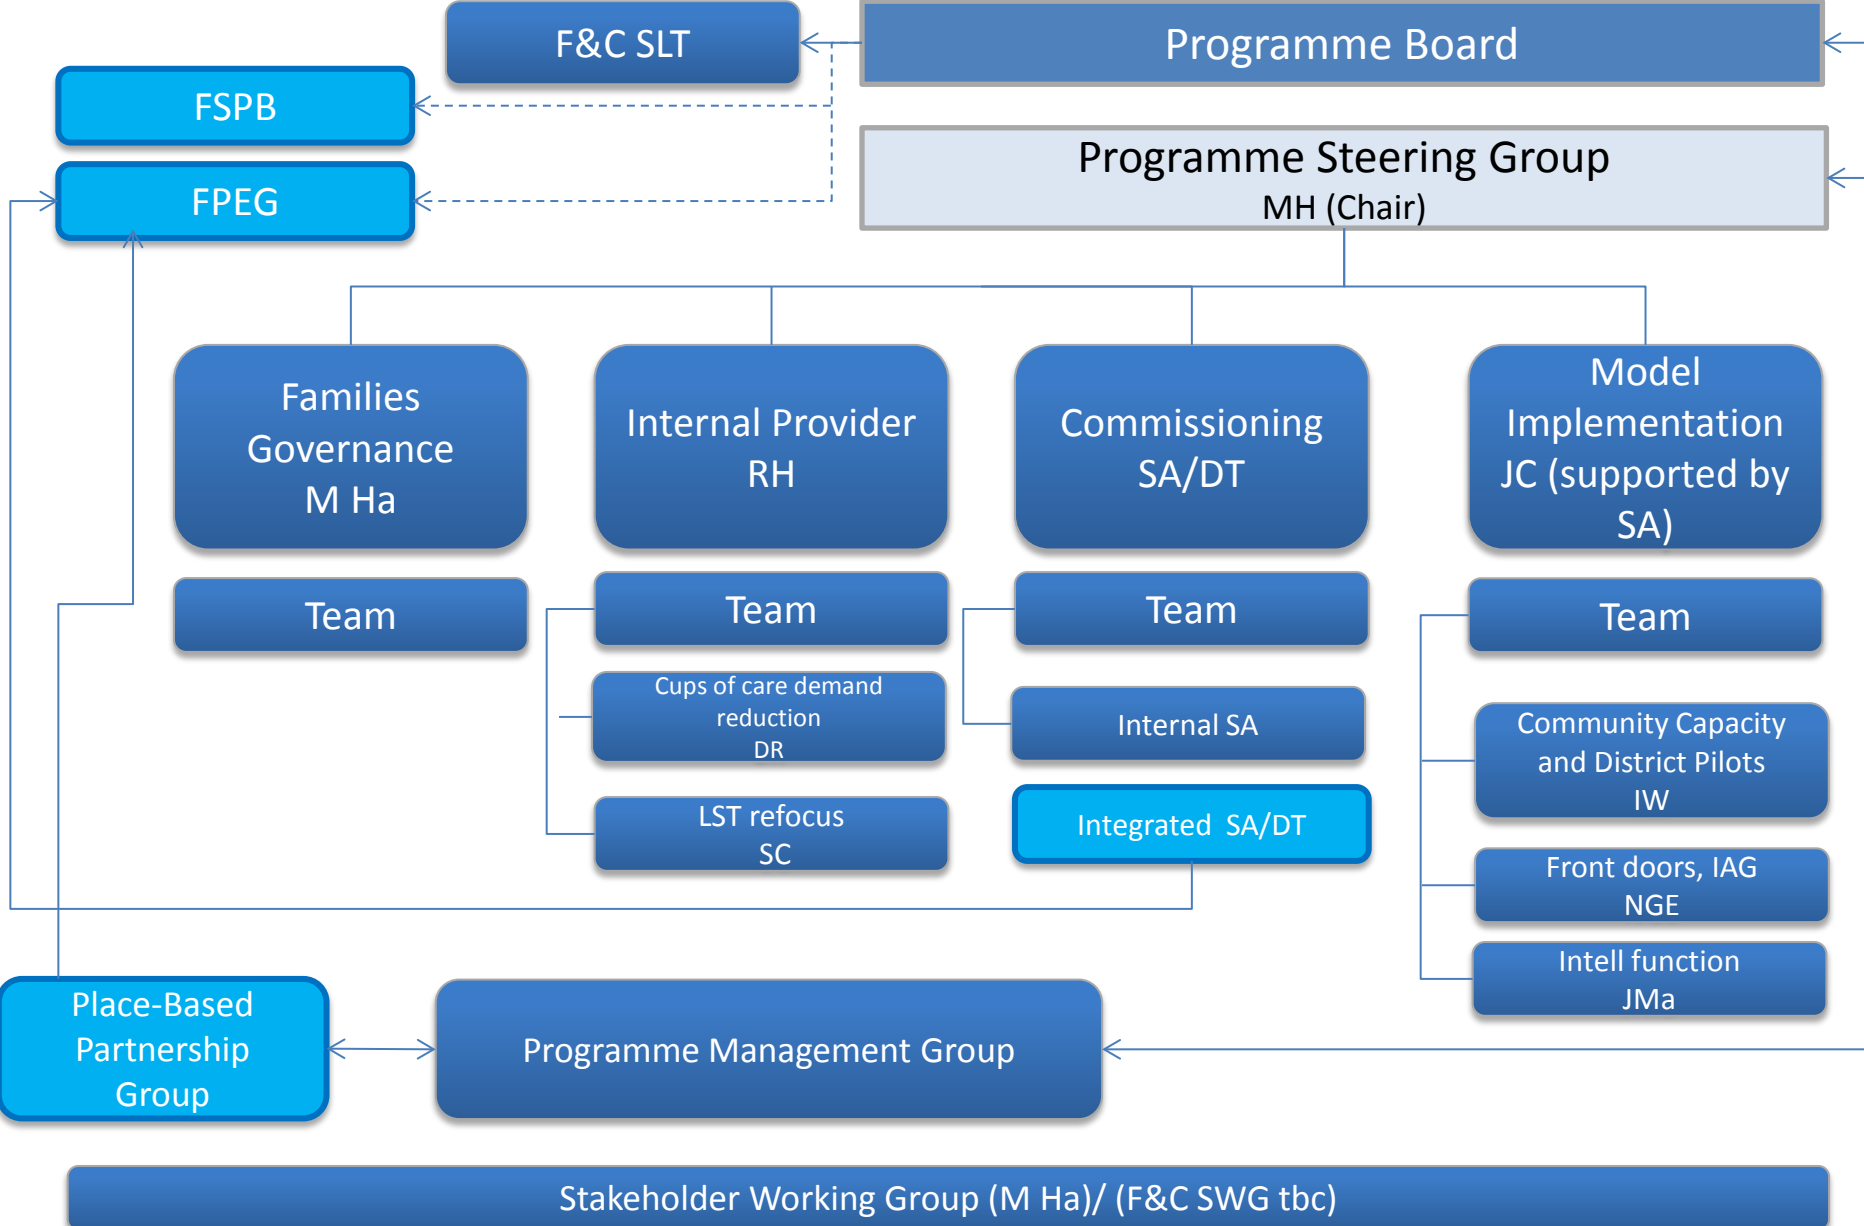 F&C SLT
Programme Board
FSPB
FPEG
Programme Steering Group
MH (Chair)
Families
Governance
M Ha
Internal Provider
RH
Commissioning
SA/DT
Model
Implementation
JC (supported by
SA)
Team
Team
Team
Team
Cups of care demand
reduction
DR
LST refocus
SC
Internal SA
Integrated  SA/DT
Community Capacity
and District Pilots
IW
Front doors, IAG
NGE
Intell function
JMa
Place-Based
Partnership
Group
Programme Management Group
Stakeholder Working Group (M Ha)/ (F&C SWG tbc)